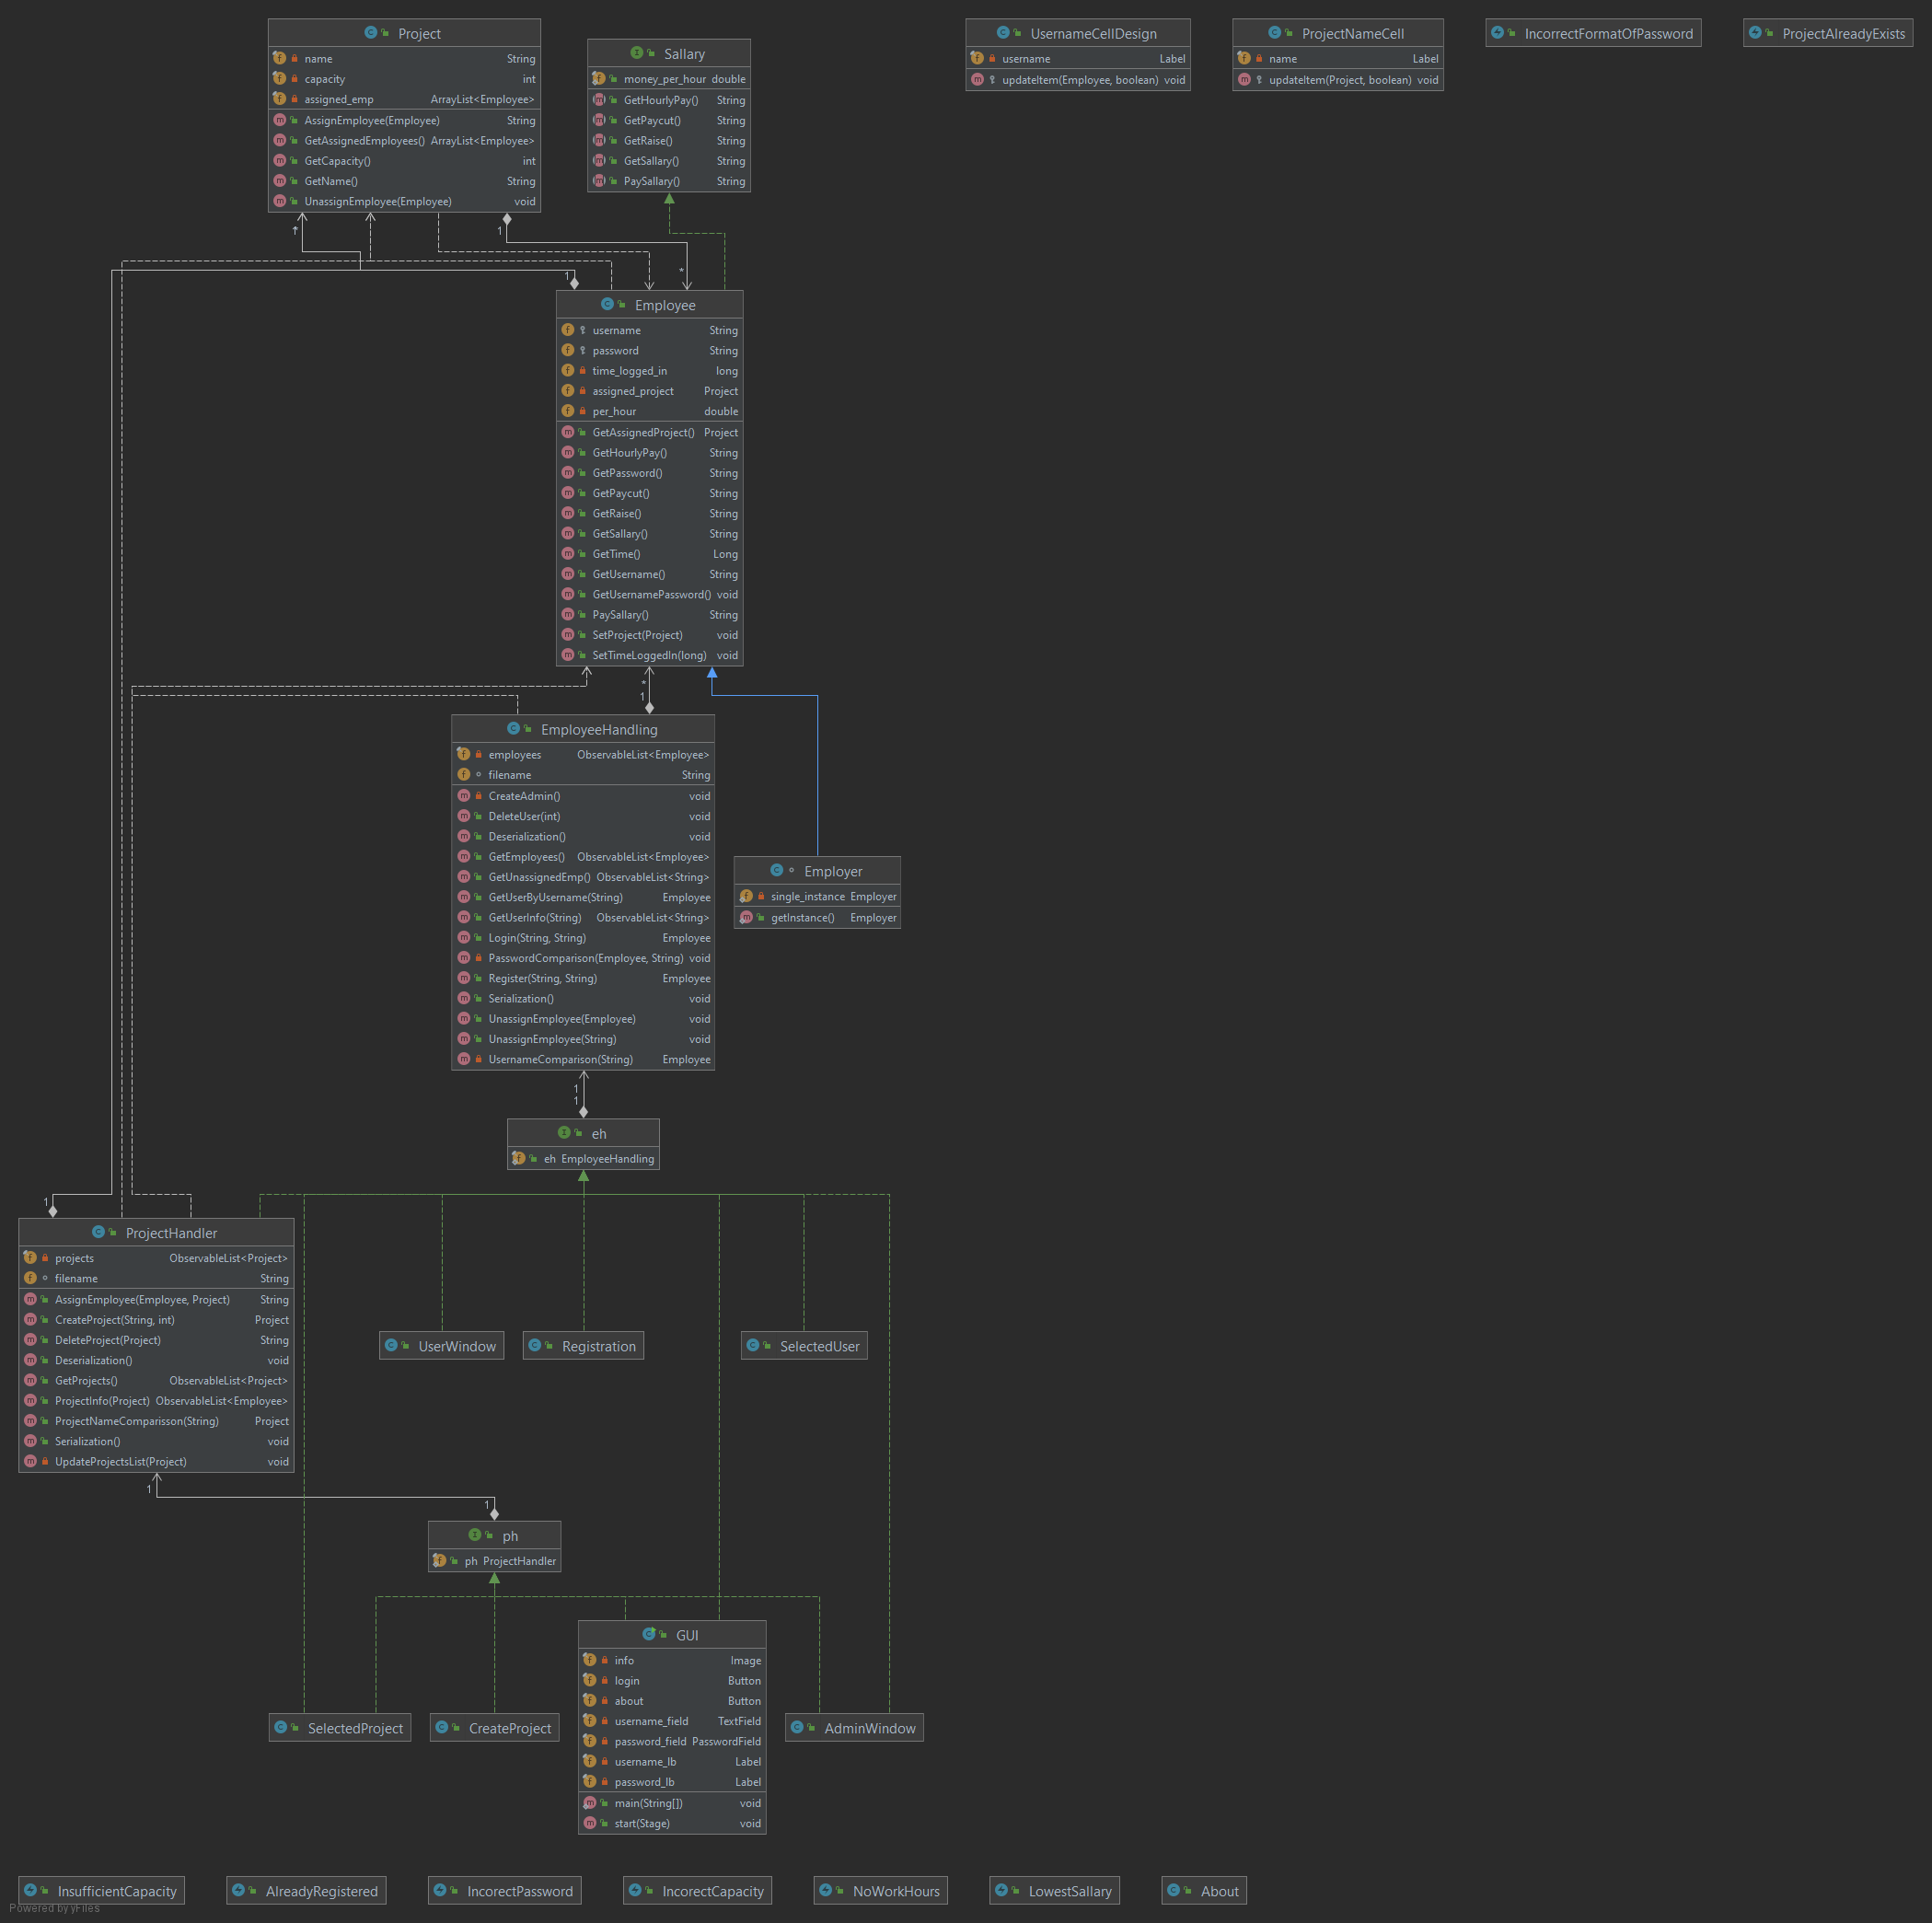 Project
name String
capacity int
assigned_emp ArrayList<Employee>
AssignEmployee(Employee) String
GetAssignedEmployees() ArrayList<Employee>
GetCapacity() int
GetName() String
UnassignEmployee(Employee) void
Sallary
money_per_hour double
GetHourlyPay() String
GetPaycut() String
GetRaise() String
GetSallary() String
PaySallary() String
UsernameCellDesign
username Label
updateItem(Employee, boolean) void
ProjectNameCell
name Label
updateItem(Project, boolean) void
IncorrectFormatOfPassword
ProjectAlreadyExists
1
1
*
1
Employee
username String
password String
time_logged_in long
assigned_project Project
per_hour double
GetAssignedProject() Project
GetHourlyPay() String
GetPassword() String
GetPaycut() String
GetRaise() String
GetSallary() String
GetTime() Long
GetUsername() String
GetUsernamePassword() void
PaySallary() String
SetProject(Project) void
SetTimeLoggedIn(long) void
*
1
EmployeeHandling
employees ObservableList<Employee>
filename String
CreateAdmin() void
DeleteUser(int) void
Deserialization() void
GetEmployees() ObservableList<Employee>
GetUnassignedEmp() ObservableList<String>
GetUserByUsername(String) Employee
GetUserInfo(String) ObservableList<String>
Login(String, String) Employee
PasswordComparison(Employee, String) void
Register(String, String) Employee
Serialization() void
UnassignEmployee(Employee) void
UnassignEmployee(String) void
UsernameComparison(String) Employee
Employer
single_instance Employer
getInstance() Employer
1
1
eh
eh EmployeeHandling
1
ProjectHandler
projects ObservableList<Project>
filename String
AssignEmployee(Employee, Project) String
CreateProject(String, int) Project
DeleteProject(Project) String
Deserialization() void
GetProjects() ObservableList<Project>
ProjectInfo(Project) ObservableList<Employee>
ProjectNameComparisson(String) Project
Serialization() void
UpdateProjectsList(Project) void
UserWindow
Registration
SelectedUser
1
1
ph
ph ProjectHandler
GUI
info Image
login Button
about Button
username_field TextField
password_field PasswordField
username_lb Label
password_lb Label
main(String[]) void
start(Stage) void
SelectedProject
CreateProject
AdminWindow
InsufficientCapacity
AlreadyRegistered
IncorectPassword
IncorectCapacity
NoWorkHours
LowestSallary
About
Powered by yFiles